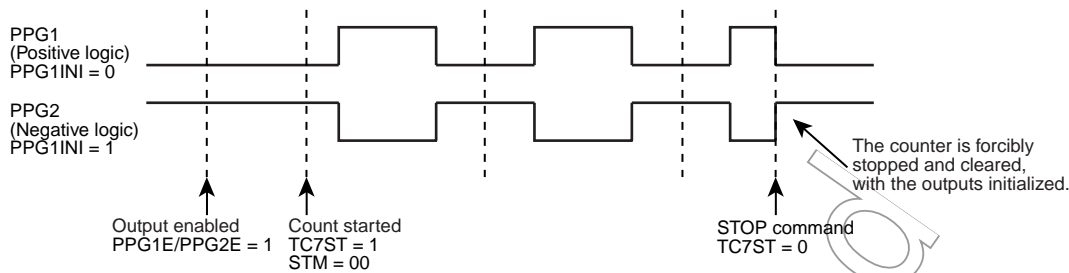 PPG1
(Positive logic)
PPG1INI = 0
PPG2
(Negative logic)
PPG1INI = 1
The counter is forcibly
stopped and cleared,
with the outputs initialized.
Output enabled
PPG1E/PPG2E = 1
Count started
TC7ST = 1
STM = 00
STOP command
TC7ST = 0